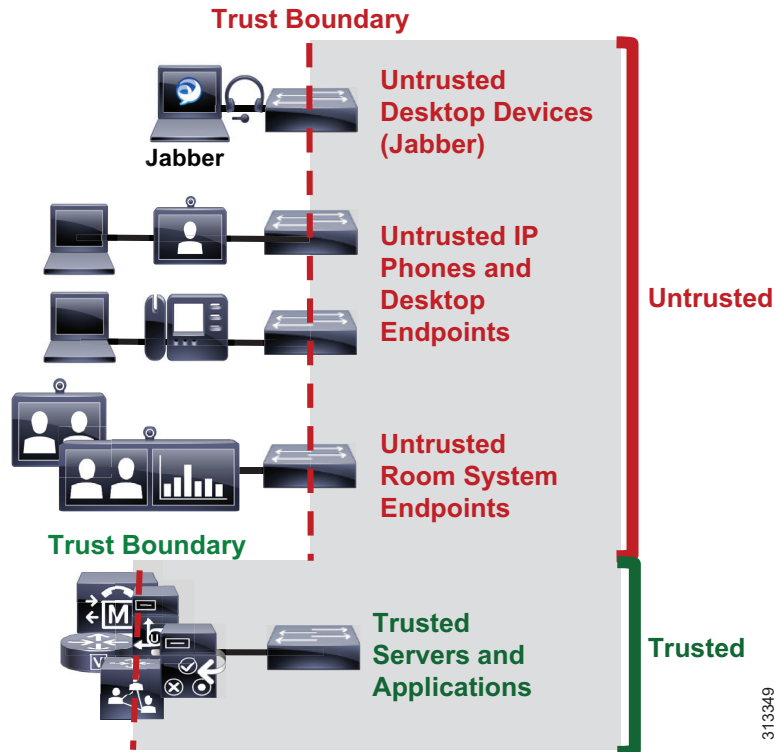 Trust Boundary
Untrusted
Desktop Devices
(Jabber)
Jabber
Untrusted IP
Phones and
Desktop
Endpoints
Untrusted
Untrusted
Room System
Endpoints
Trust Boundary
M
U
V
Trusted
Servers and
Applications
Trusted
313349